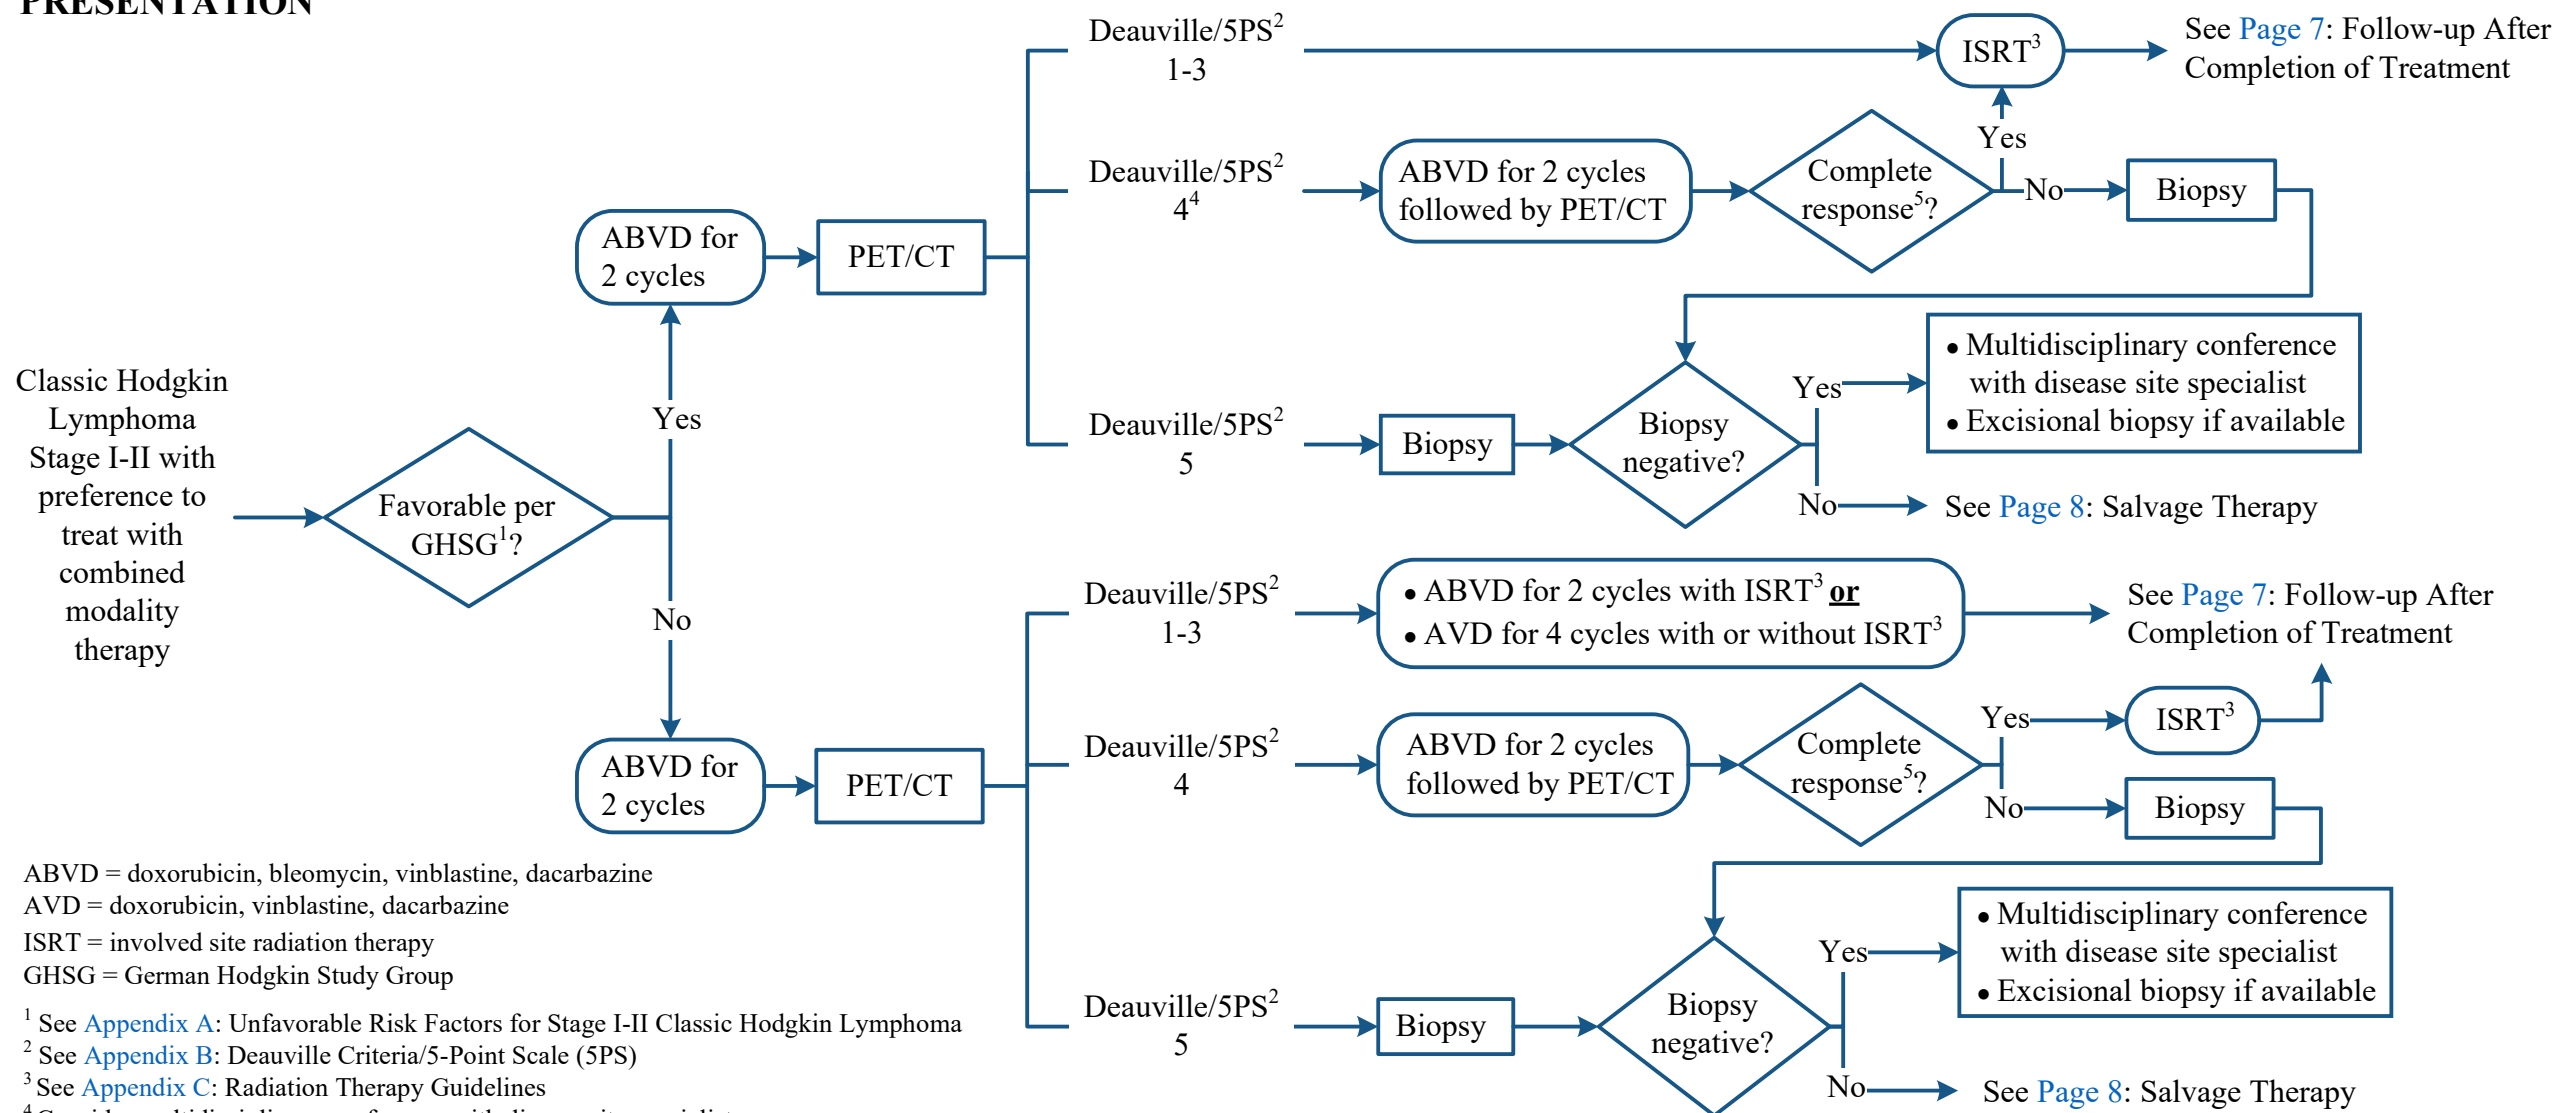 PRESENTATION
Classic Hodgkin
Lymphoma
Stage I-II with
preference to
treat with
combined
modality
therapy
Favorable per
GHSG1?
Yes
No
ABVD for
2 cycles
PET/CT
Deauville/5PS2
1-3
ISRT3
See Page 7: Follow-up After
Completion of Treatment
Deauville/5PS2
44
ABVD for 2 cycles
followed by PET/CT
Complete
response5?
Yes
No
Biopsy
Deauville/5PS2
5
Biopsy
Biopsy
negative?
Yes
• Multidisciplinary conference
with disease site specialist
• Excisional biopsy if available
No
See Page 8: Salvage Therapy
ABVD for
2 cycles
PET/CT
Deauville/5PS2
1-3
• ABVD for 2 cycles with ISRT3 or
• AVD for 4 cycles with or without ISRT3
See Page 7: Follow-up After
Completion of Treatment
Deauville/5PS2
4
ABVD for 2 cycles
followed by PET/CT
Complete
response5?
Yes
ISRT3
No
Biopsy
Deauville/5PS2
5
Biopsy
Biopsy
negative?
Yes
• Multidisciplinary conference
with disease site specialist
• Excisional biopsy if available
No
See Page 8: Salvage Therapy
ABVD = doxorubicin, bleomycin, vinblastine, dacarbazine
AVD = doxorubicin, vinblastine, dacarbazine
ISRT = involved site radiation therapy
GHSG = German Hodgkin Study Group
1 See Appendix A: Unfavorable Risk Factors for Stage I-II Classic Hodgkin Lymphoma
2 See Appendix B: Deauville Criteria/5-Point Scale (5PS)
3 See Appendix C: Radiation Therapy Guidelines
4